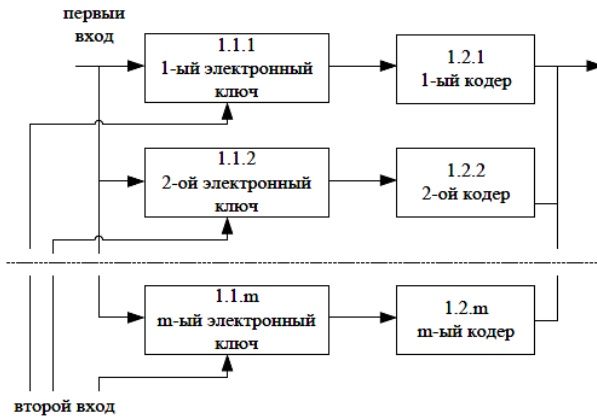 первый
вход
1.1.1
1-ый электронный
ключ
1.2.1
1-ый кодер
1.1.2
2-ой электронный
ключ
1.2.2
2-ой кодер
1.1.m
m-ый электронный
ключ
1.2.m
m-ый кодер
второй вход